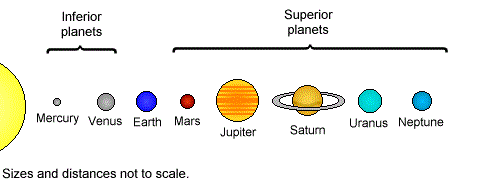 Inferior
planets
Superior
planets
Mercury Venus Earth Mars Jupiter Saturn Uranus Neptune
Sizes and distances not to scale.